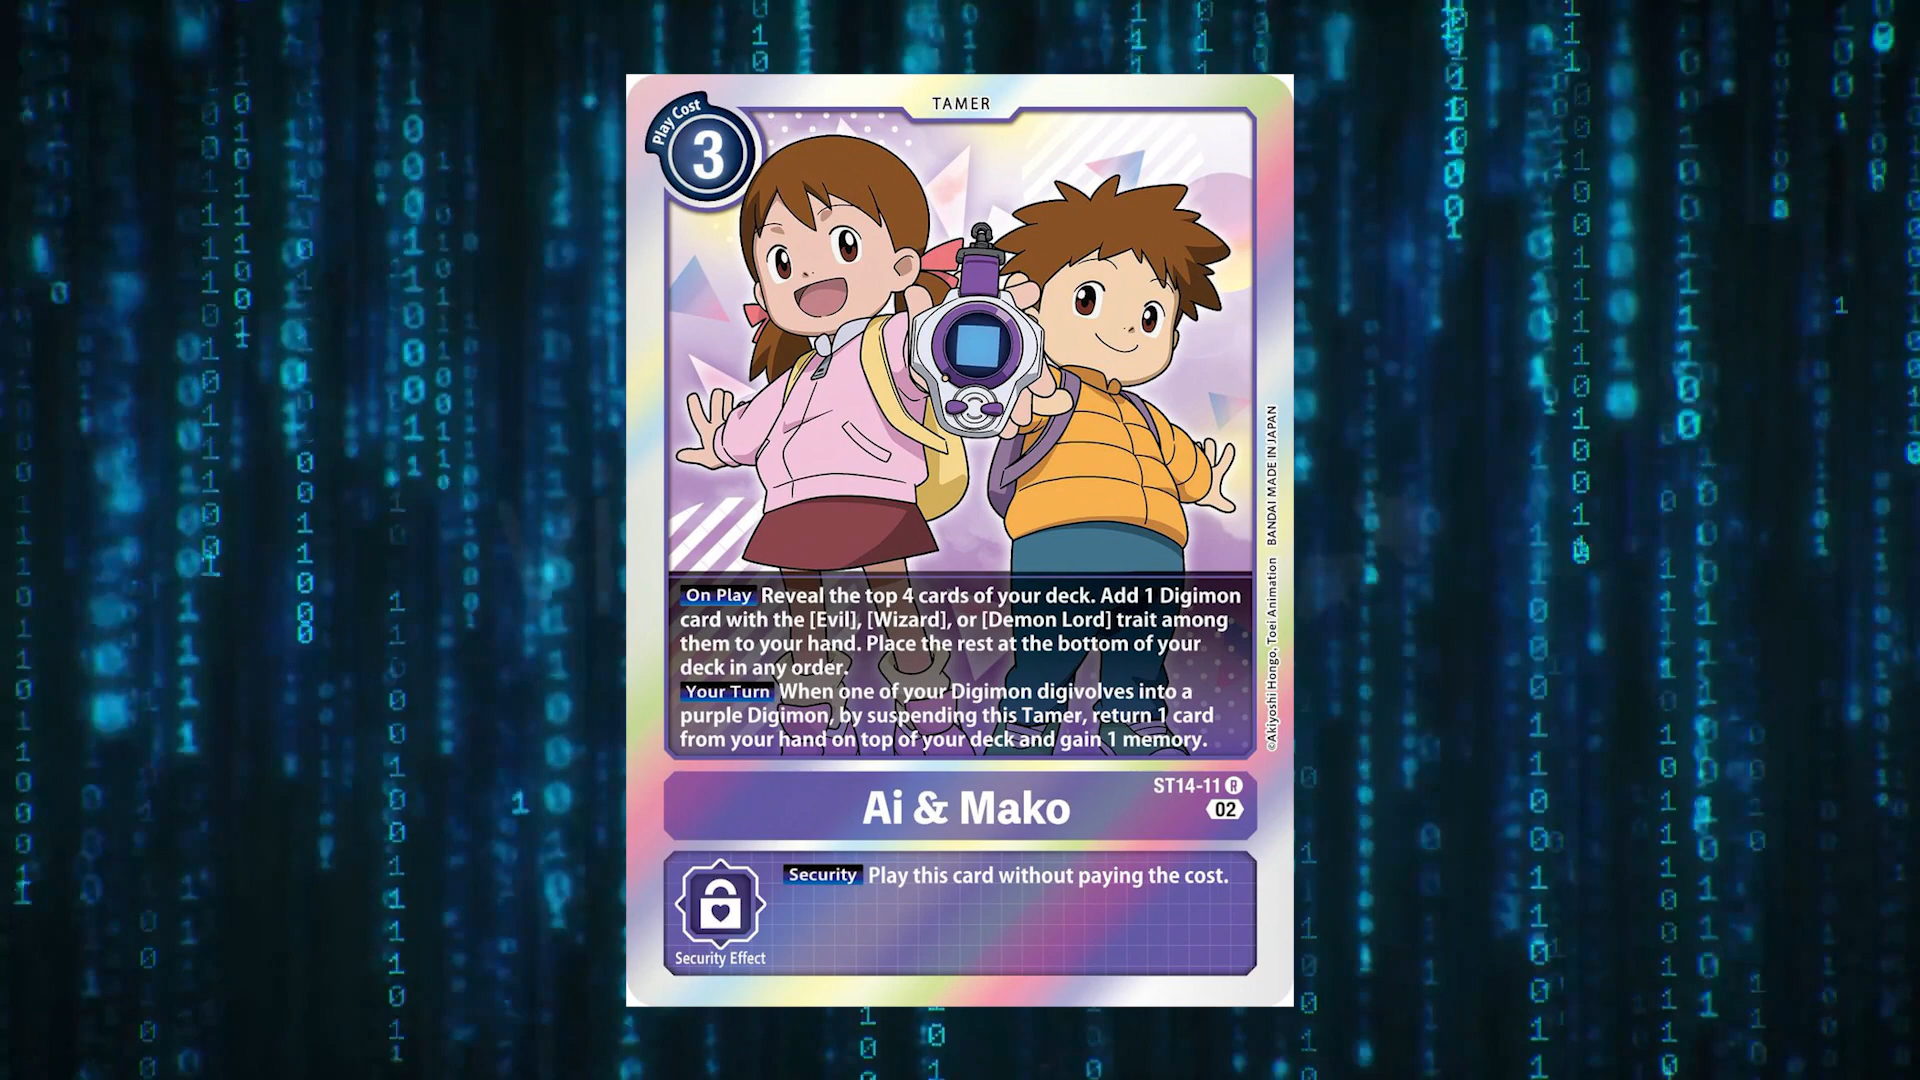 Play Cost
3
TAMER
On Play Reveal the top 4 cards of your deck. Add 1 Digimon
card with the [Evil], [Wizard], or [Demon Lord] trait among
them to your hand. Place the rest at the bottom of your
deck in any order.
Your Turn When one of your Digimon digivolves into a
purple Digimon, by suspending this Tamer, return 1 card
from your hand on top of your deck and gain 1 memory.
©Akiyoshi Hongo, Toei Animation BANDAI MADE IN JAPAN
Ai & Mako
ST14-11 R
02
Security Play this card without paying the cost.
Security Effect